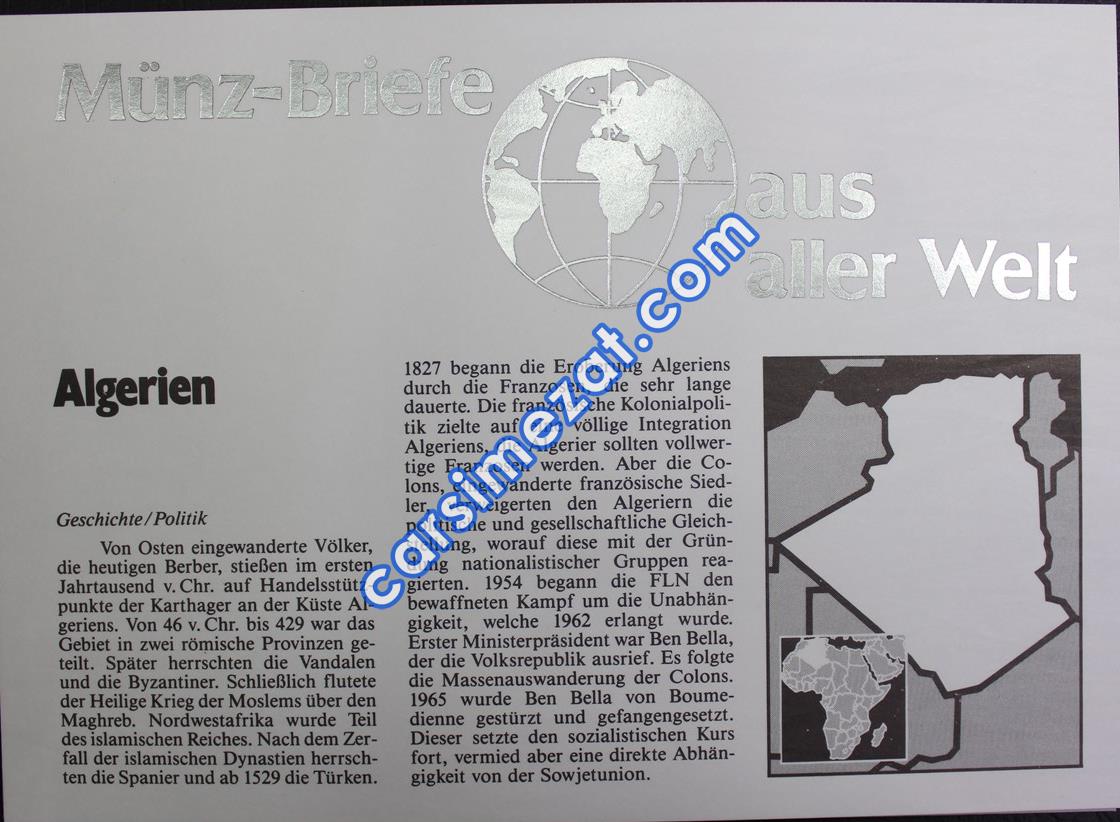 Münz-Briefe
aus
aller Welt
Algerien
Geschichte/Politik
Von Osten eingewanderte Völker,
die heutigen Berber, stießen im ersten
Jahrtausend v. Chr. auf Handelsstütz-
punkte der Karthager an der Küste Al-
geriens. Von 46 v. Chr. bis 429 war das
Gebiet in zwei römische Provinzen ge-
teilt. Später herrschten die Vandalen
und die Byzantiner. Schließlich flutete
der Heilige Krieg der Moslems über den
Maghreb. Nordwestafrika wurde Teil
des islamischen Reiches. Nach dem Zer-
fall der islamischen Dynastien herrsch-
ten die Spanier und ab 1529 die Türken.
1827 begann die Eroberung Algeriens
durch die Franzosen, die sehr lange
dauerte. Die französische Kolonialpoli-
tik zielte auf eine völlige Integration
Algeriens, die Algerier sollten vollwer-
tige Franzosen werden. Aber die Co-
lons, eingewanderte französische Sied-
ler, verweigerten den Algeriern die
politische und gesellschaftliche Gleich-
stellung, worauf diese mit der Grün-
dung nationalistischer Gruppen rea-
gierten. 1954 begann die FLN den
bewaffneten Kampf um die Unabhän-
gigkeit, welche 1962 erlangt wurde.
Erster Ministerpräsident war Ben Bella,
der die Volksrepublik ausrief. Es folgte
die Massenauswanderung der Colons.
1965 wurde Ben Bella von Boume-
dienne gestürzt und gefangengesetzt.
Dieser setzte den sozialistischen Kurs
fort, vermied aber eine direkte Abhän-
gigkeit von der Sowjetunion.
carsimezat.com